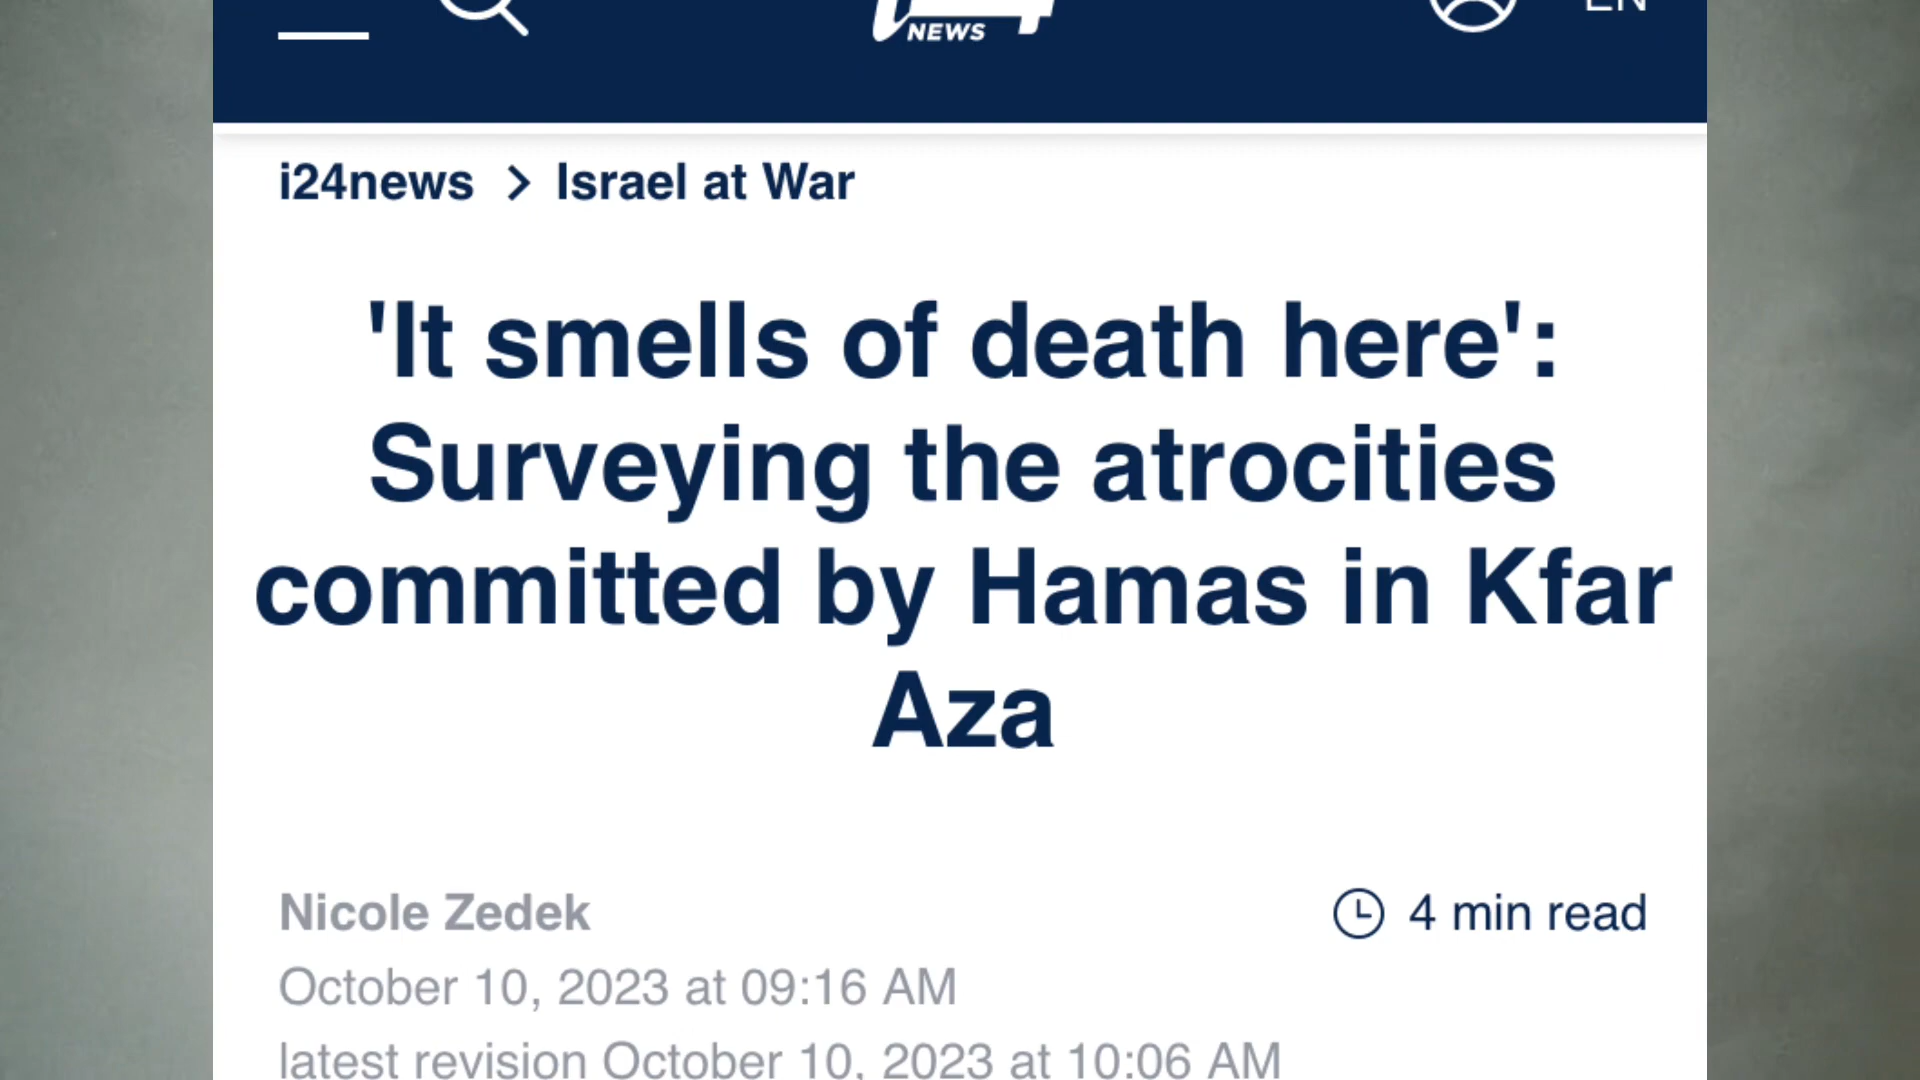 NEWS
EN
i24news > Israel at War
'It smells of death here':
Surveying the atrocities
committed by Hamas in Kfar
Aza
Nicole Zedek
4 min read
October 10, 2023 at 09:16 AM
latest revision October 10, 2023 at 10:06 AM